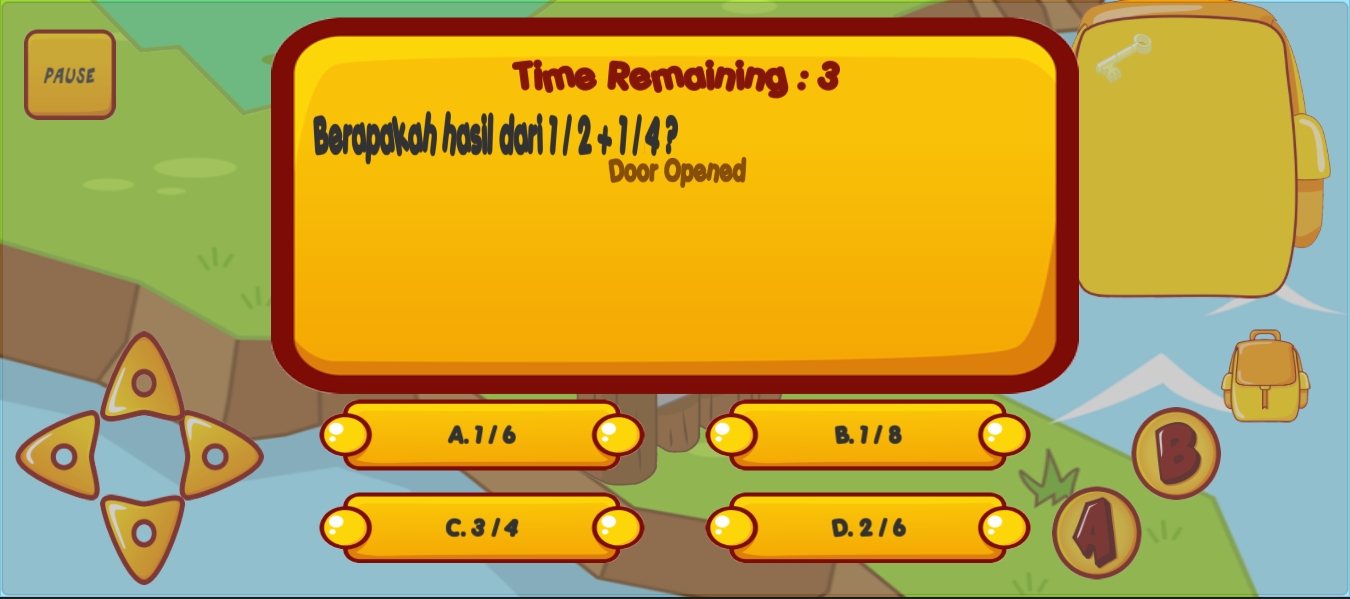 PAUSE
Time Remaining : 3
Berapakah hasil dari 1 / 2 + 1 / 4 ?
Door Opened
A. 1 / 6
B. 1 / 8
C. 3 / 4
D. 2 / 6
B
A